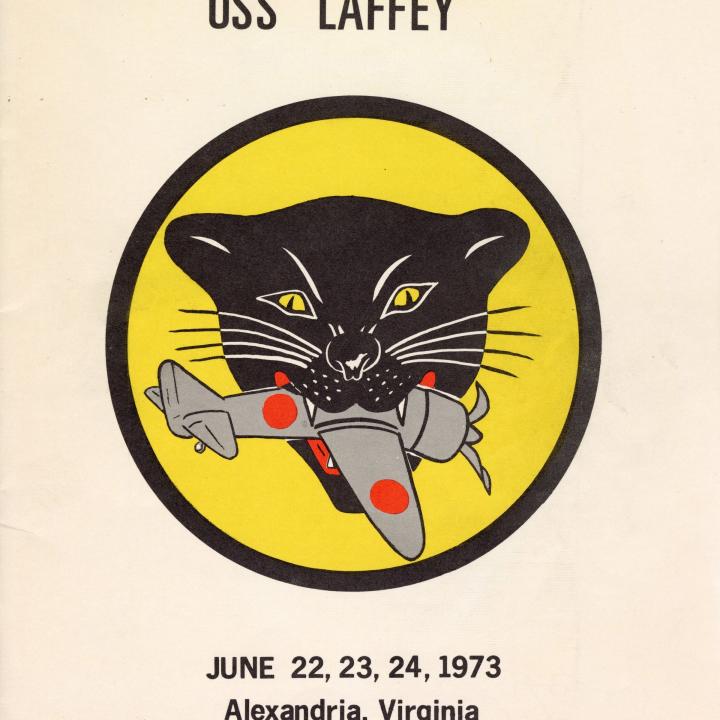 USS LAFFEY
JUNE 22, 23, 24, 1973
Alexandria, Virginia